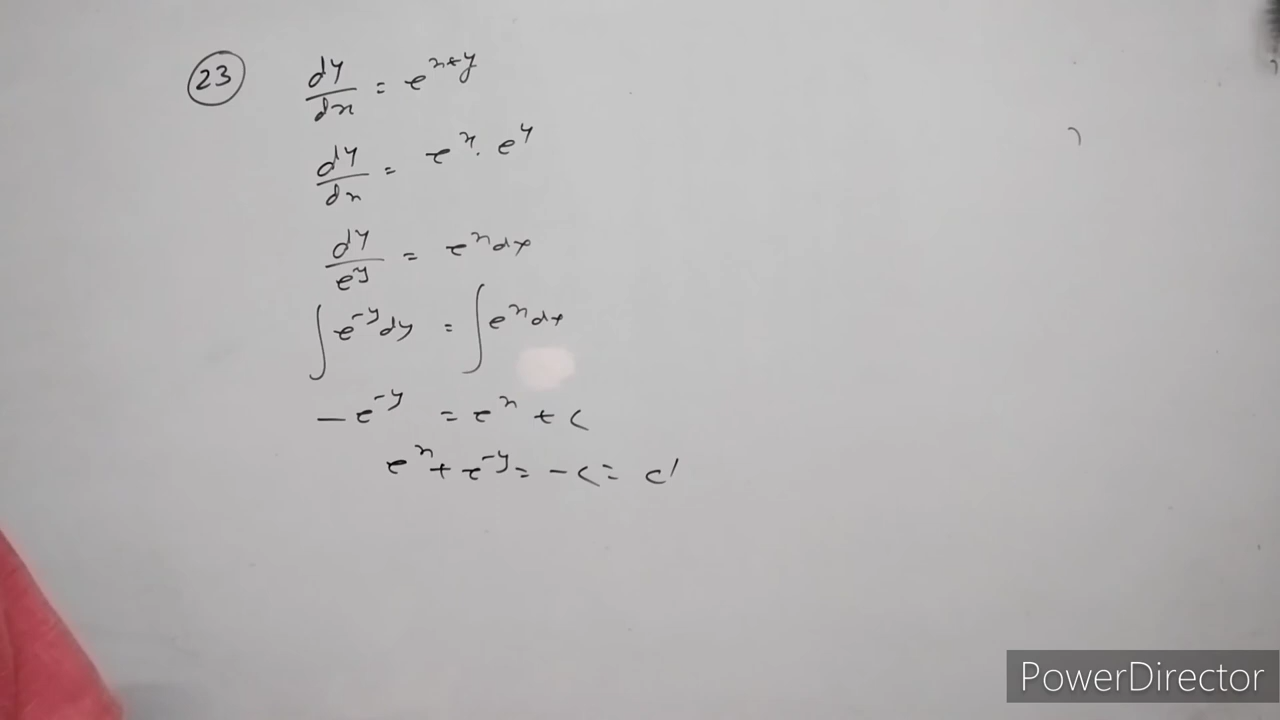 23 dy/dx = e^(x+y)
dy/dx = e^x . e^y
dy/e^y = e^x dx
∫ e^-y dy = ∫ e^x dx
- e^-y = e^x + c
e^x + e^-y = - c = c'
PowerDirector